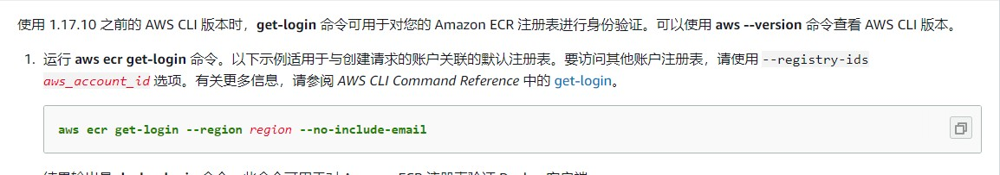 使用 1.17.10 之前的 AWS CLI 版本时，get-login 命令可用于对您的 Amazon ECR 注册表进行身份验证。可以使用 aws --version 命令查看 AWS CLI 版本。
1. 运行 aws ecr get-login 命令。以下示例适用于与创建请求的账户关联的默认注册表。要访问其他账户注册表，请使用 --registry-ids
aws_account_id 选项。有关更多信息，请参阅 AWS CLI Command Reference 中的 get-login。
aws ecr get-login --region region --no-include-email